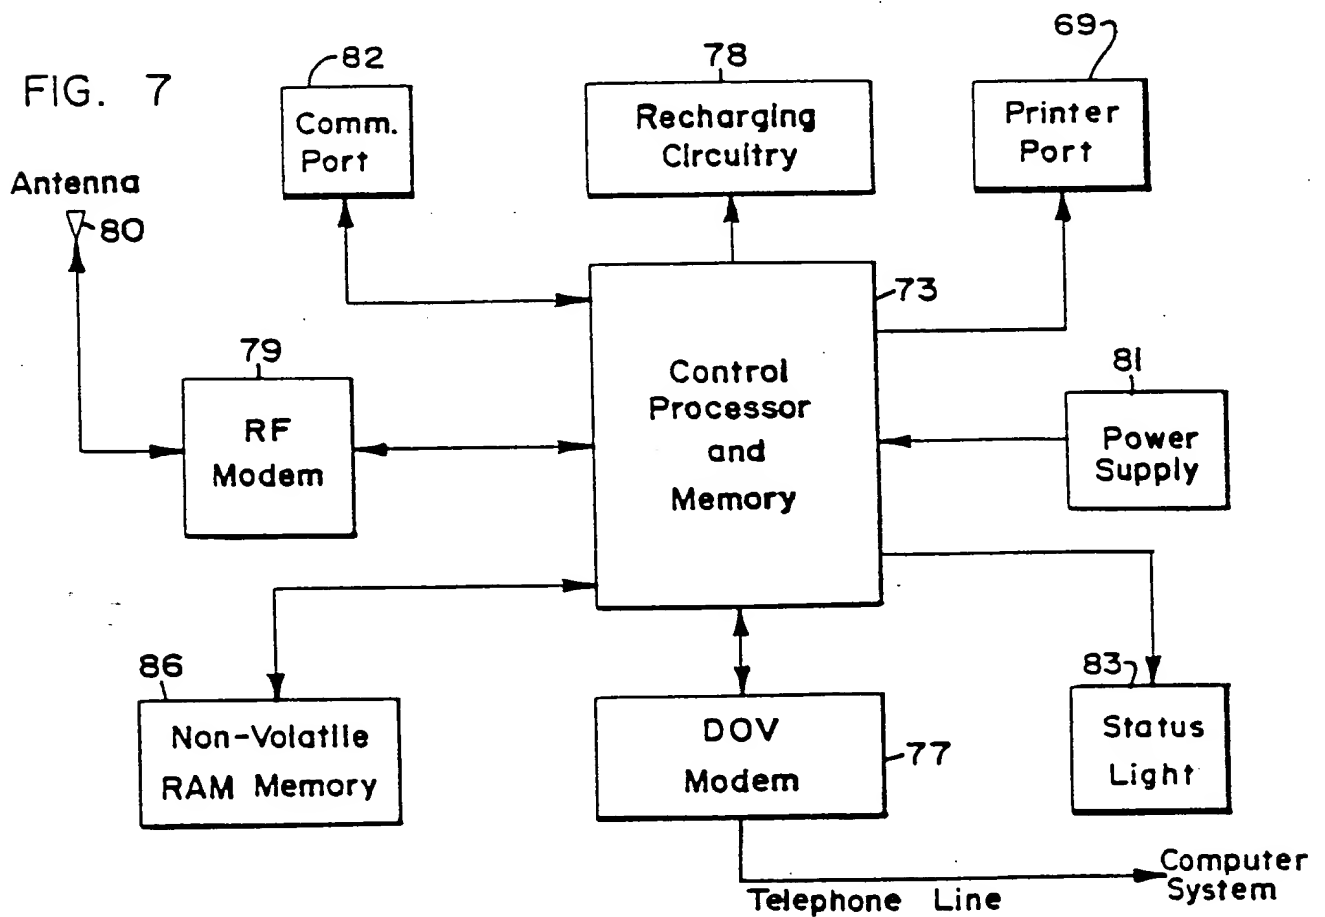 FIG. 7
82
Comm.
Port
78
Recharging
Circuitry
69
Printer
Port
Antenna
80
79
RF
Modem
73
Control
Processor
and
Memory
81
Power
Supply
86
Non-Volatile
RAM Memory
DOV
Modem
77
83
Status
Light
Telephone Line
Computer
System